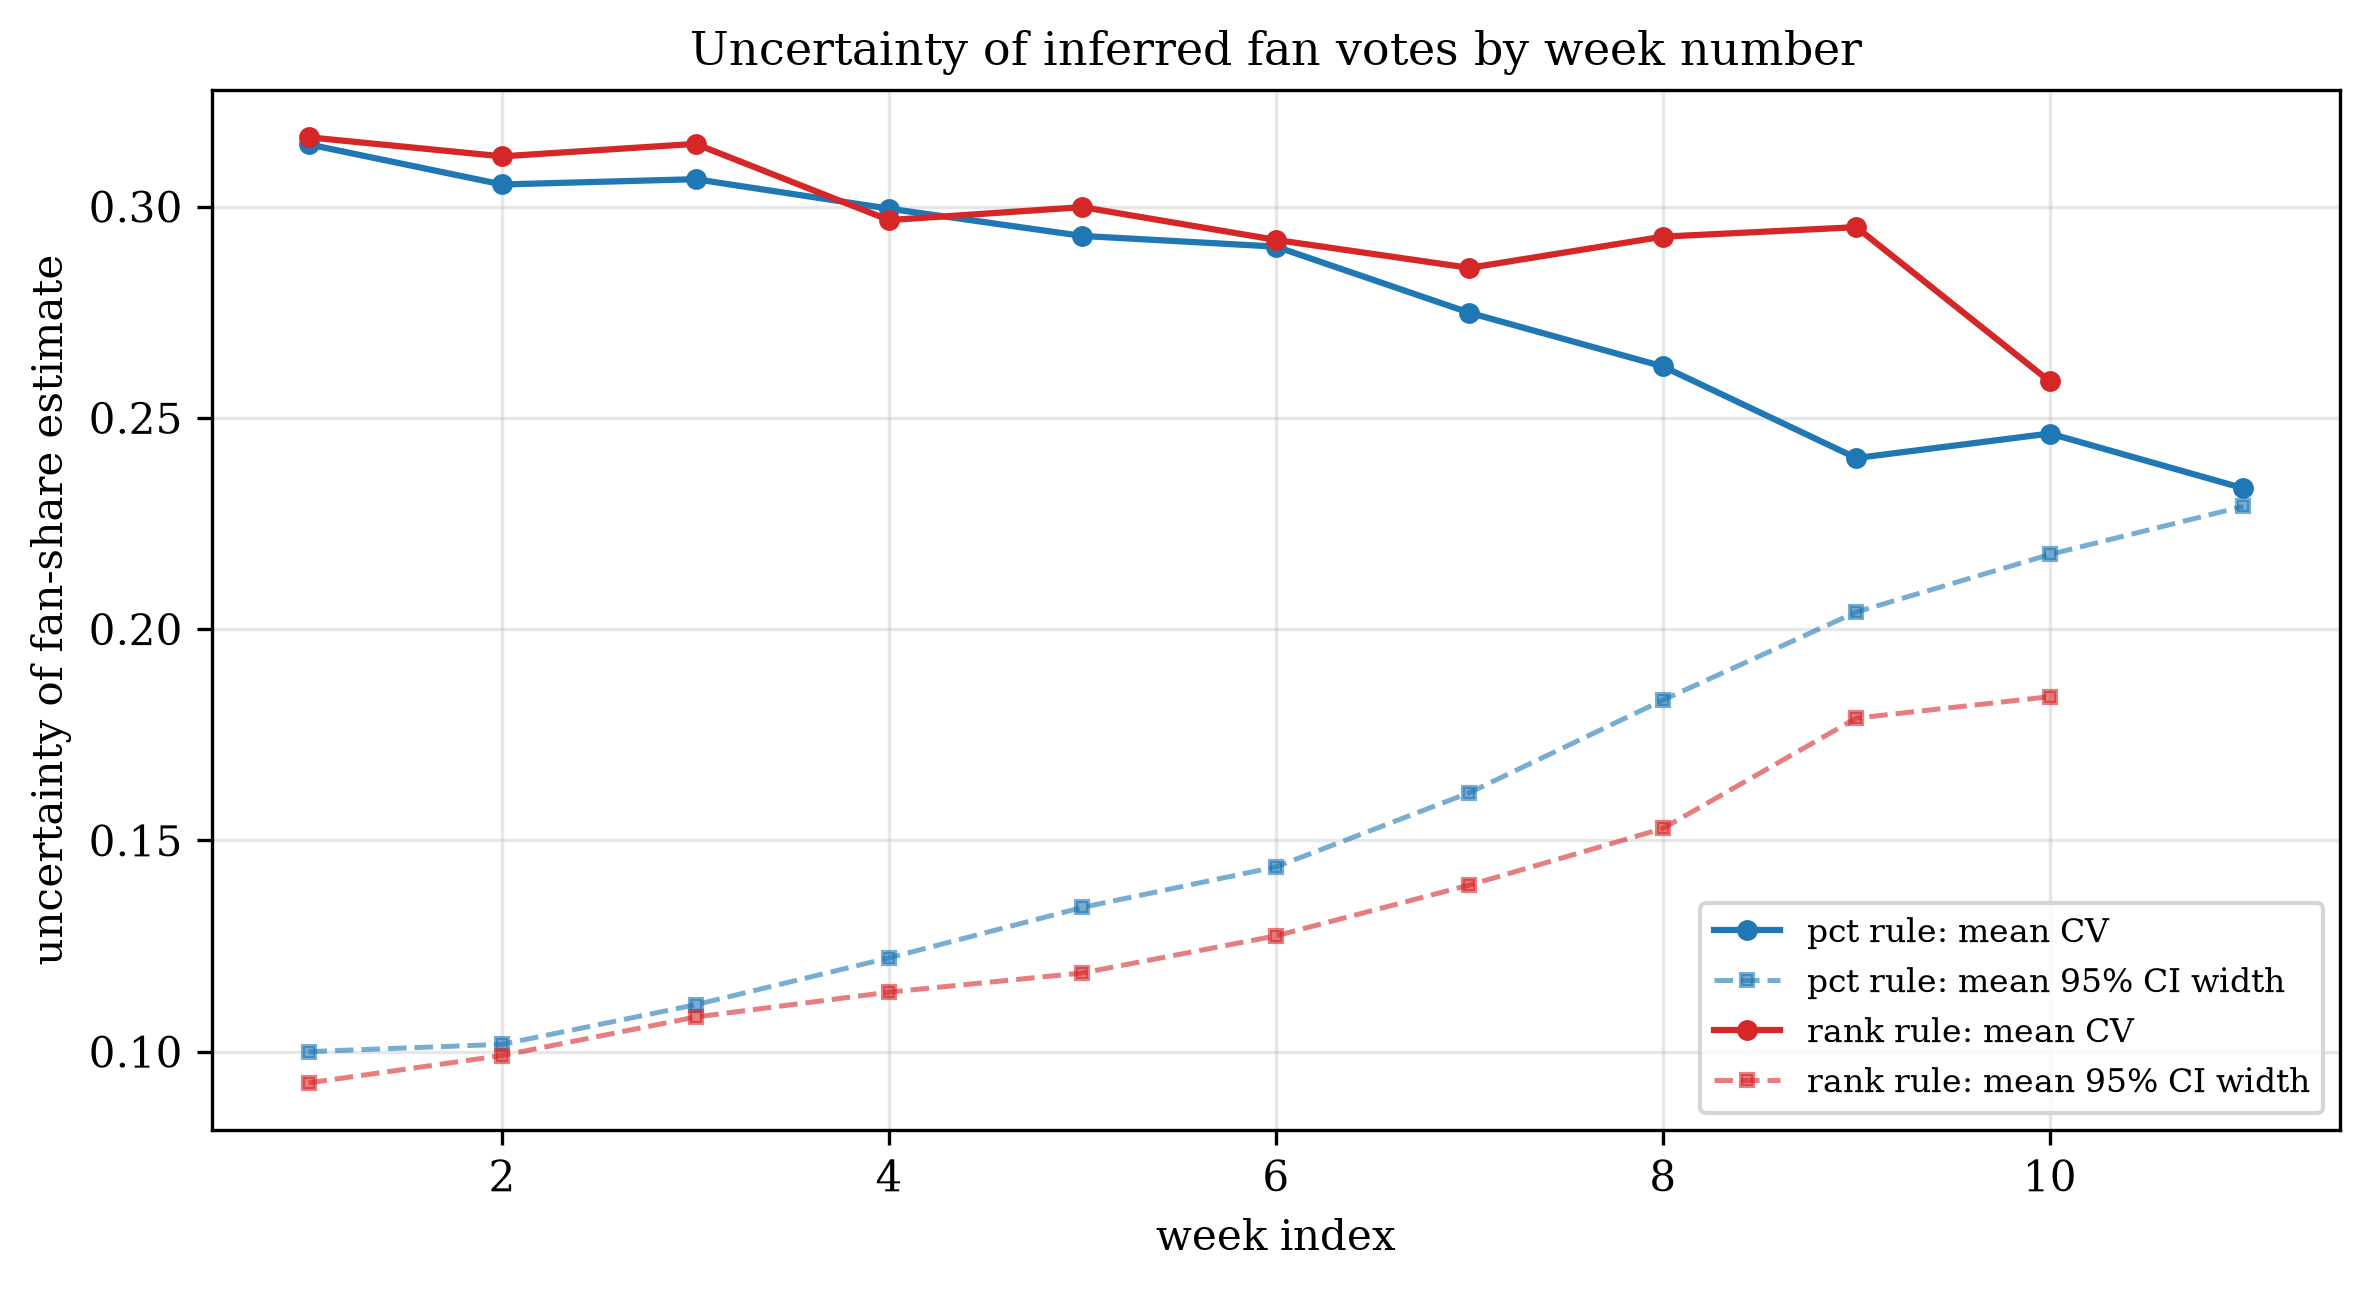 Uncertainty of inferred fan votes by week number
uncertainty of fan-share estimate
0.30
0.25
0.20
0.15
0.10
2 4 6 8 10
week index
pct rule: mean CV
pct rule: mean 95% CI width
rank rule: mean CV
rank rule: mean 95% CI width